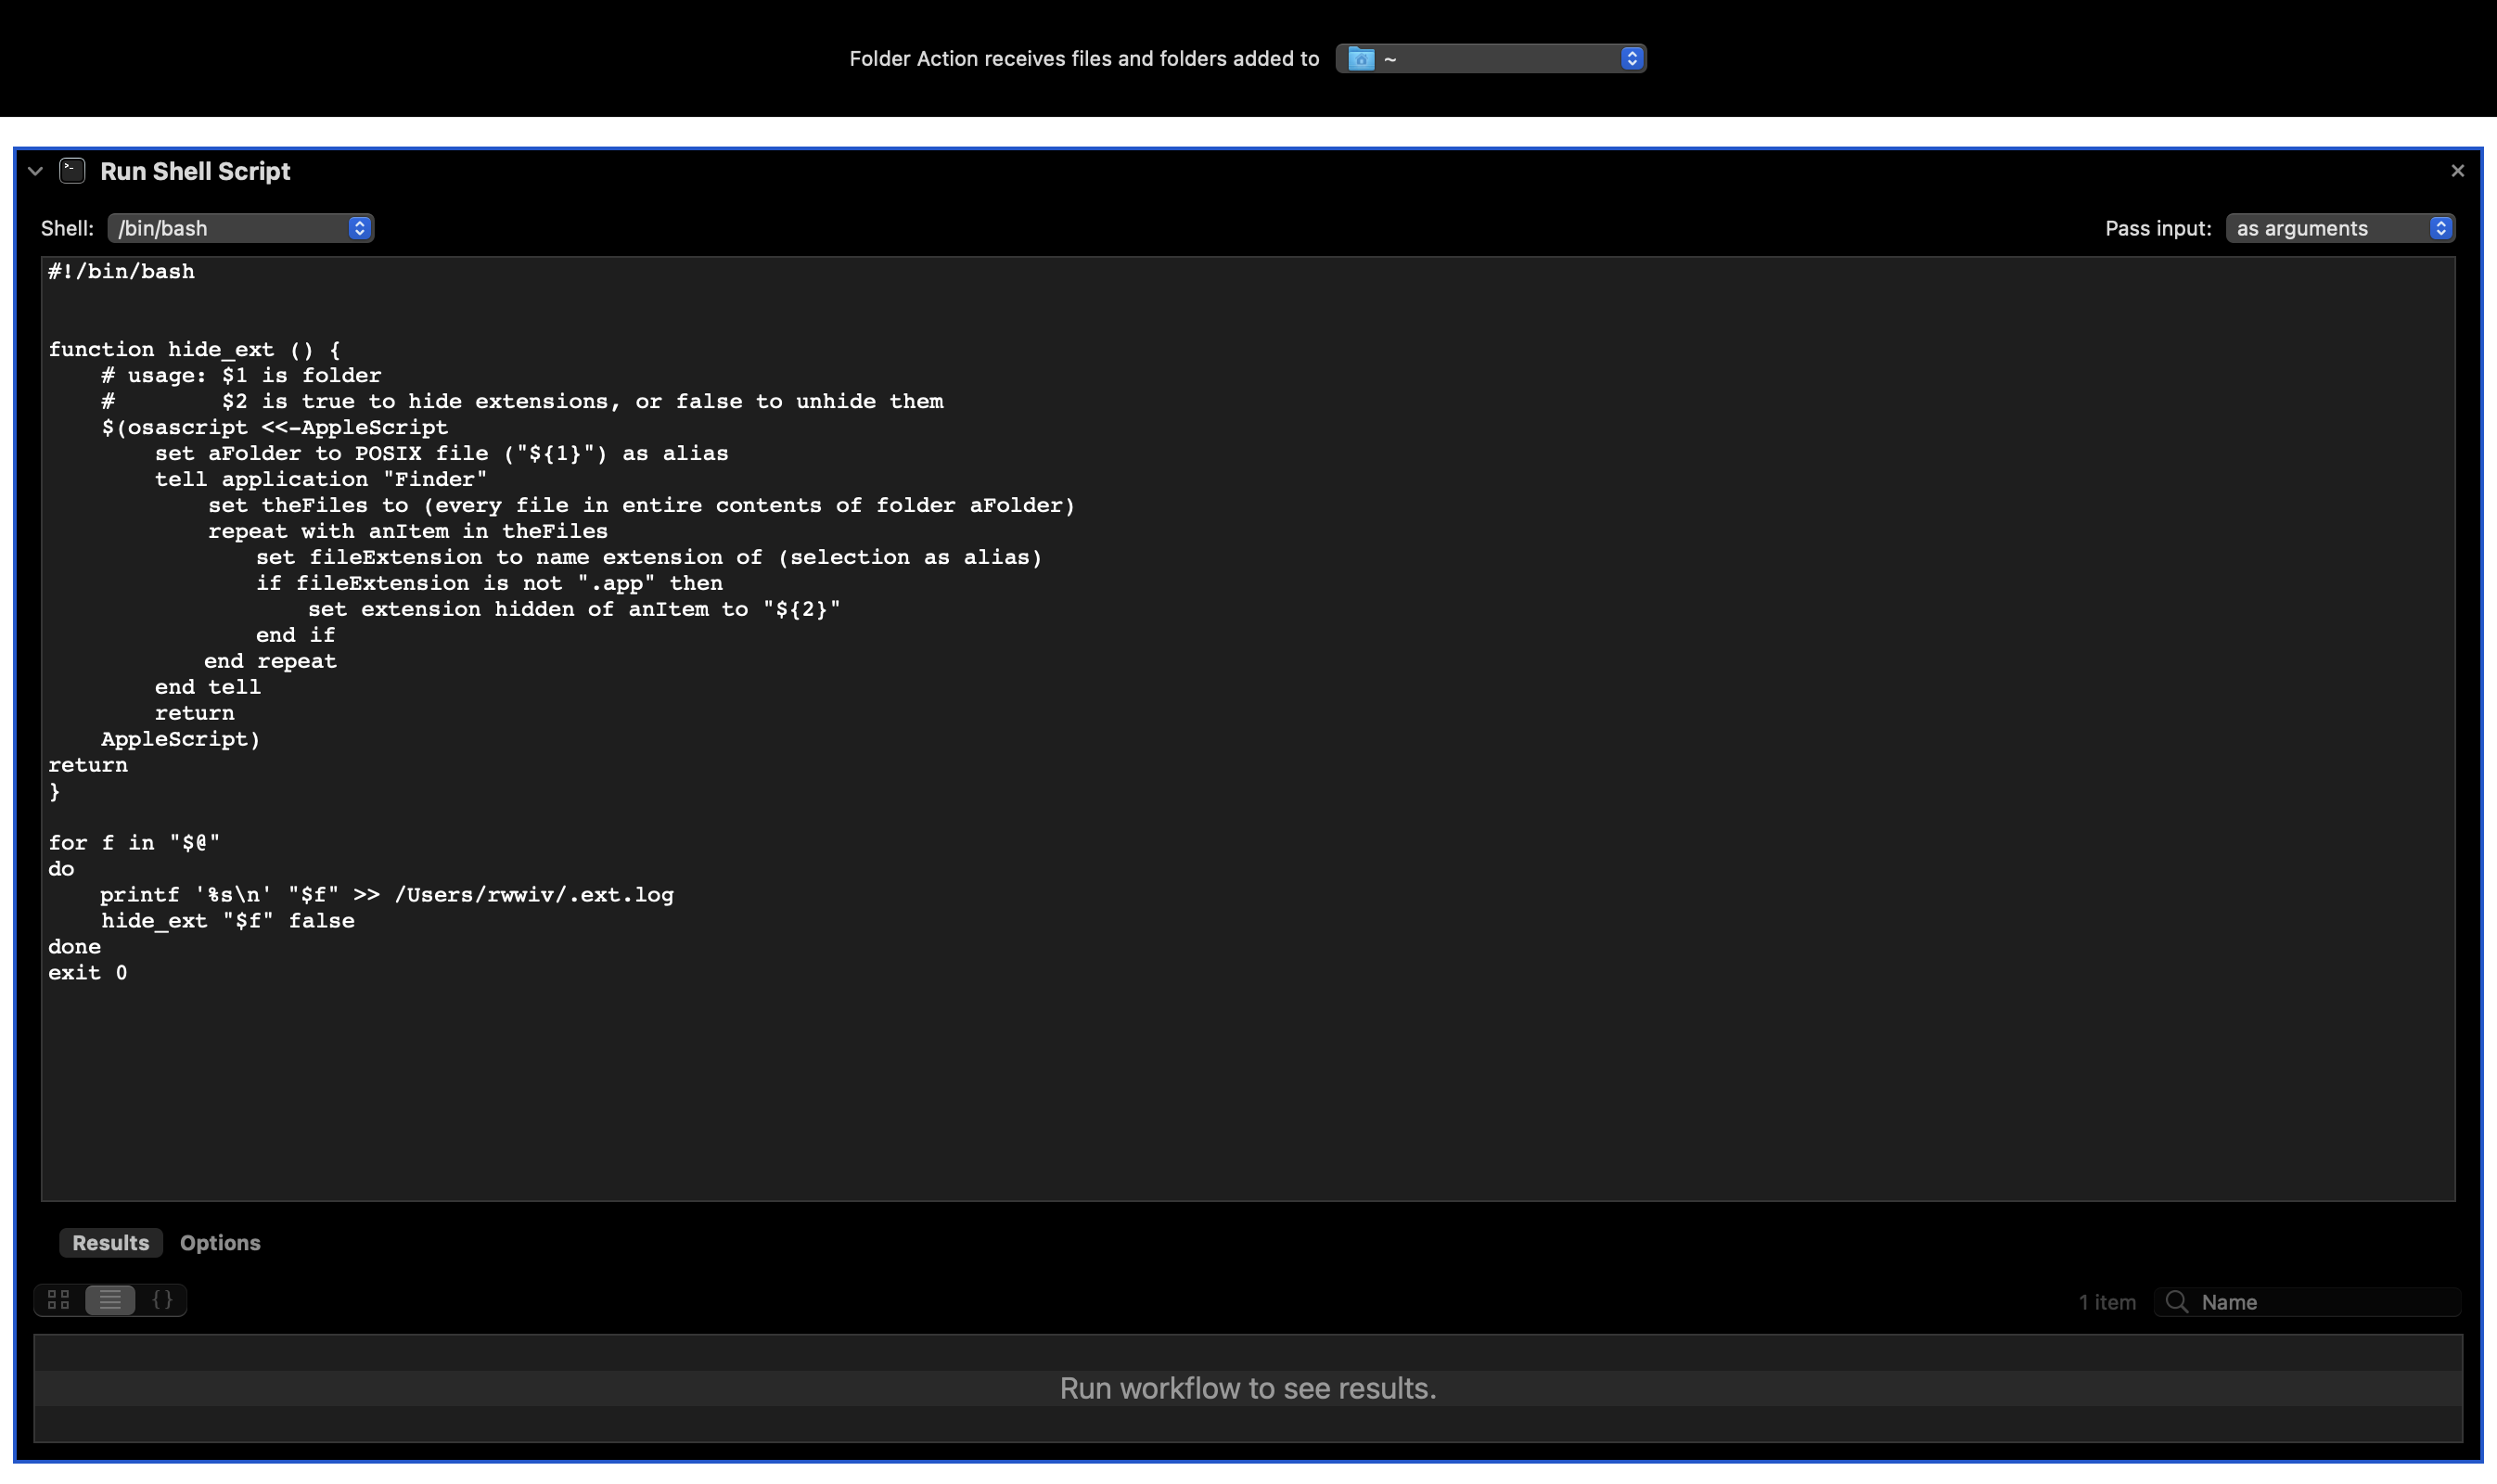 Folder Action receives files and folders added to ~
Run Shell Script
Shell: /bin/bash Pass input: as arguments
#!/bin/bash
function hide_ext () {
# usage: $1 is folder
# $2 is true to hide extensions, or false to unhide them
$(osascript <<-AppleScript
set aFolder to POSIX file ("${1}") as alias
tell application "Finder"
set theFiles to (every file in entire contents of folder aFolder)
repeat with anItem in theFiles
set fileExtension to name extension of (selection as alias)
if fileExtension is not ".app" then
set extension hidden of anItem to "${2}"
end if
end repeat
end tell
return
AppleScript)
return
}
for f in "$@"
do
printf '%s\n' "$f" >> /Users/rwwiv/.ext.log
hide_ext "$f" false
done
exit 0
Results Options
1 item Name
Run workflow to see results.